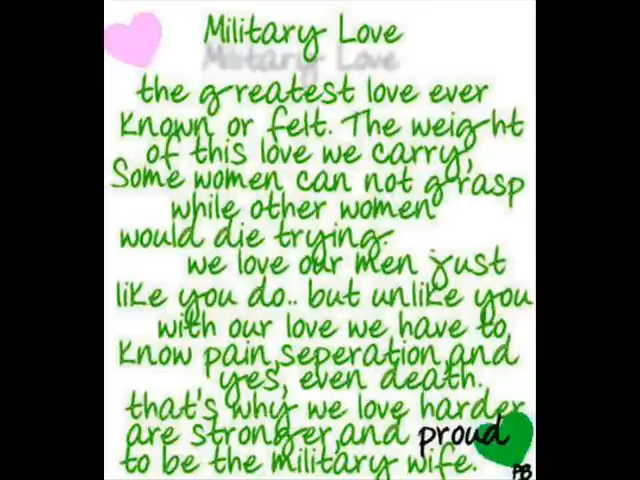 Military Love
the greatest love ever
Known or felt. The weight
of this love we carry,
Some women can not grasp
while other women
would die trying.
we love our men just
like you do.. but unlike you
with our love we have to
Know pain,seperation,and
yes, even death.
that's why we love harder
are stronger,and proud
to be the military wife.
PB